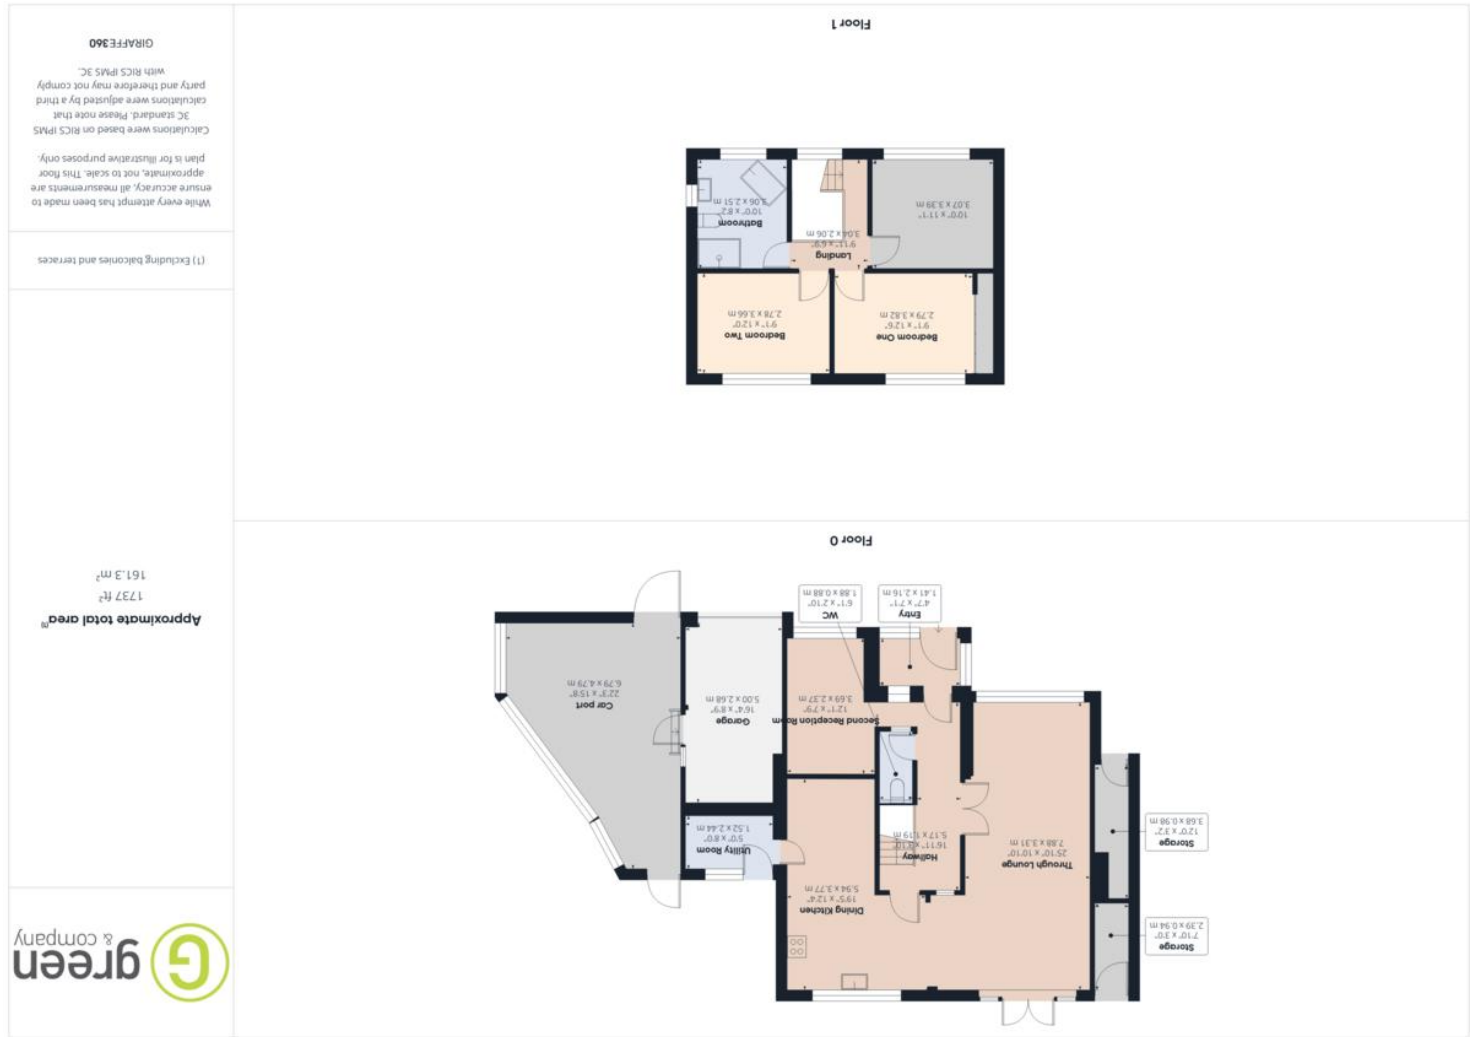 green
& company
Storage
7'10" x 3'0"
2.39 x 0.94 m
Storage
12'0" x 3'2"
3.68 x 0.98 m
Through Lounge
25'10" x 10'10"
7.88 x 3.31 m
Dining Kitchen
19'5" x 12'4"
5.94 x 3.77 m
Hallway
16'11" x 3'10"
5.17 x 1.19 m
Utility Room
5'0" x 8'0"
1.52 x 2.44 m
Second Reception Room
12'1" x 7'9"
3.69 x 2.37 m
Garage
16'4" x 8'9"
5.00 x 2.68 m
Car port
22'3" x 15'8"
6.79 x 4.79 m
Entry
4'7" x 7'1"
1.41 x 2.16 m
WC
6'1" x 2'10"
1.88 x 0.88 m
Floor 0
Approximate total area(1)
1737 ft²
161.3 m²
Bedroom One
9'1" x 12'6"
2.79 x 3.82 m
Bedroom Two
9'1" x 12'0"
2.78 x 3.66 m
Landing
9'11" x 6'9"
3.04 x 2.06 m
10'0" x 11'1"
3.07 x 3.39 m
Bathroom
10'0" x 8'2"
3.06 x 2.51 m
Floor 1
(1) Excluding balconies and terraces
While every attempt has been made to
ensure accuracy, all measurements are
approximate, not to scale. This floor
plan is for illustrative purposes only.
Calculations were based on RICS IPMS
3C standard. Please note that
calculations were adjusted by a third
party and therefore may not comply
with RICS IPMS 3C.
GIRAFFE360